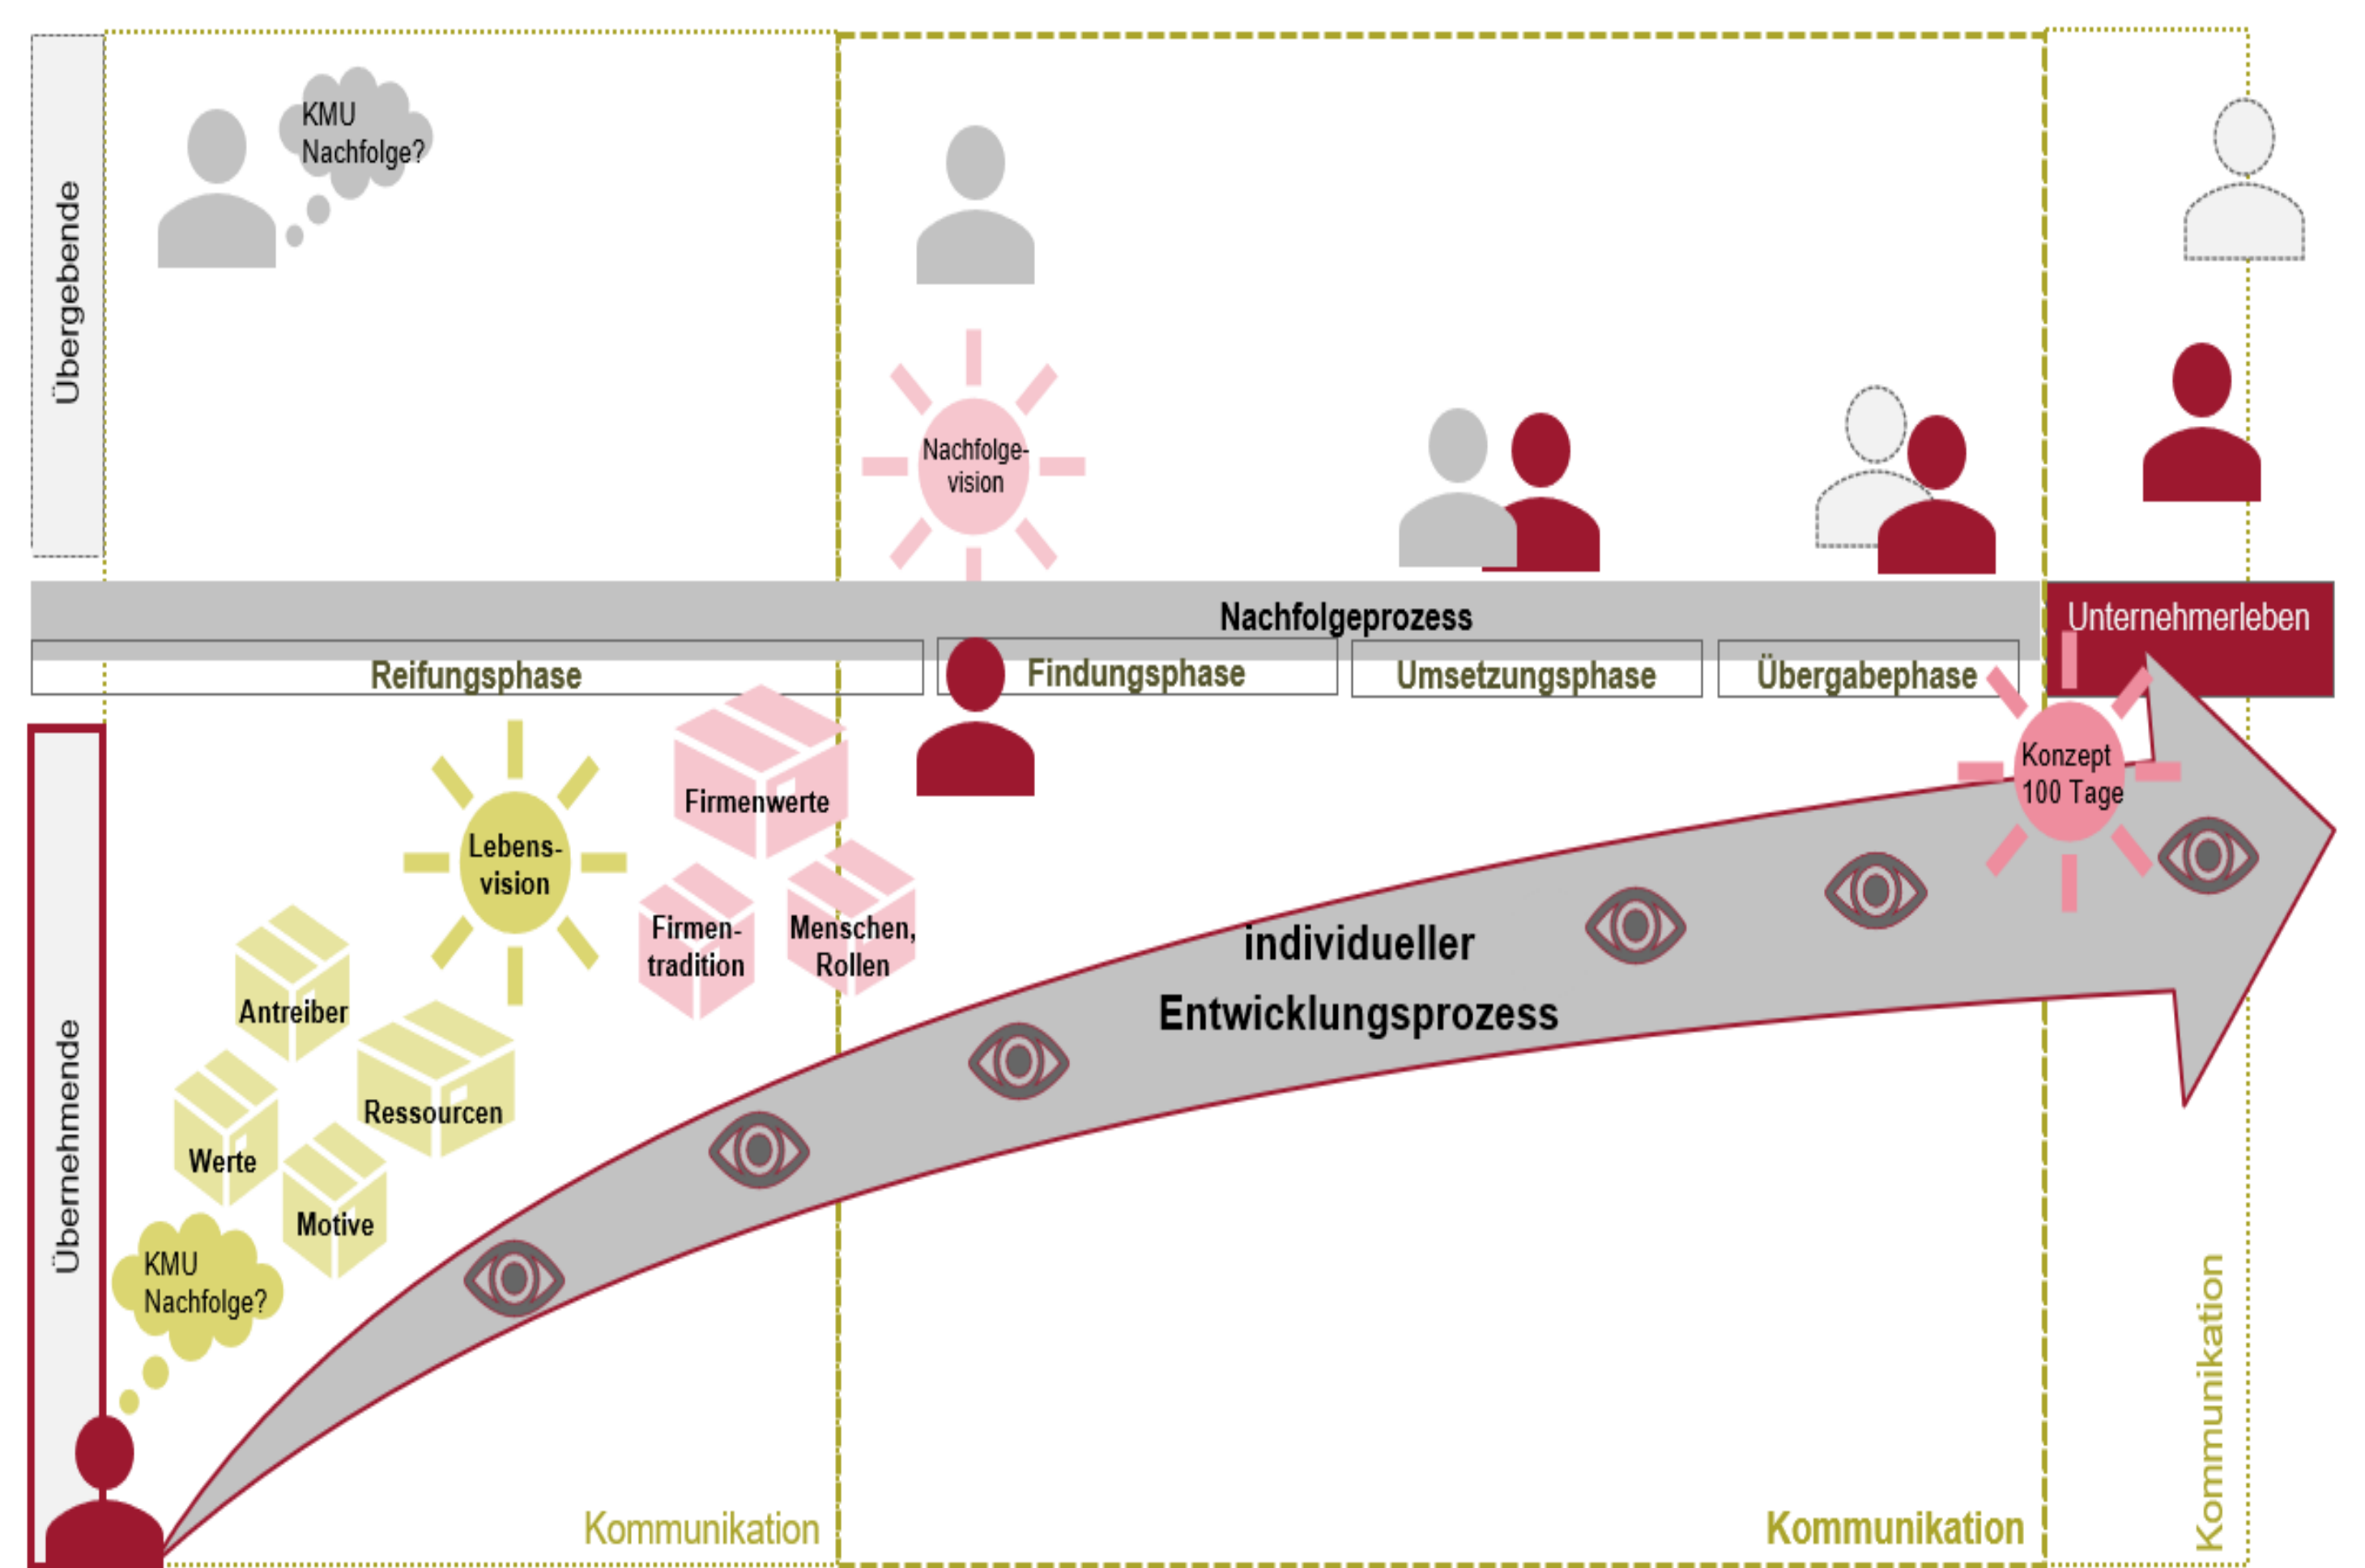 Übergebende
KMU
Nachfolge?
Nachfolge-
vision
Nachfolgeprozess
Unternehmerleben
Reifungsphase
Findungsphase
Umsetzungsphase
Übergabephase
Übernehmende
Lebens-
vision
Firmenwerte
Firmen-
tradition
Menschen,
Rollen
Antreiber
Ressourcen
Werte
Motive
KMU
Nachfolge?
Konzept
100 Tage
individueller
Entwicklungsprozess
Kommunikation
Kommunikation
Kommunikation